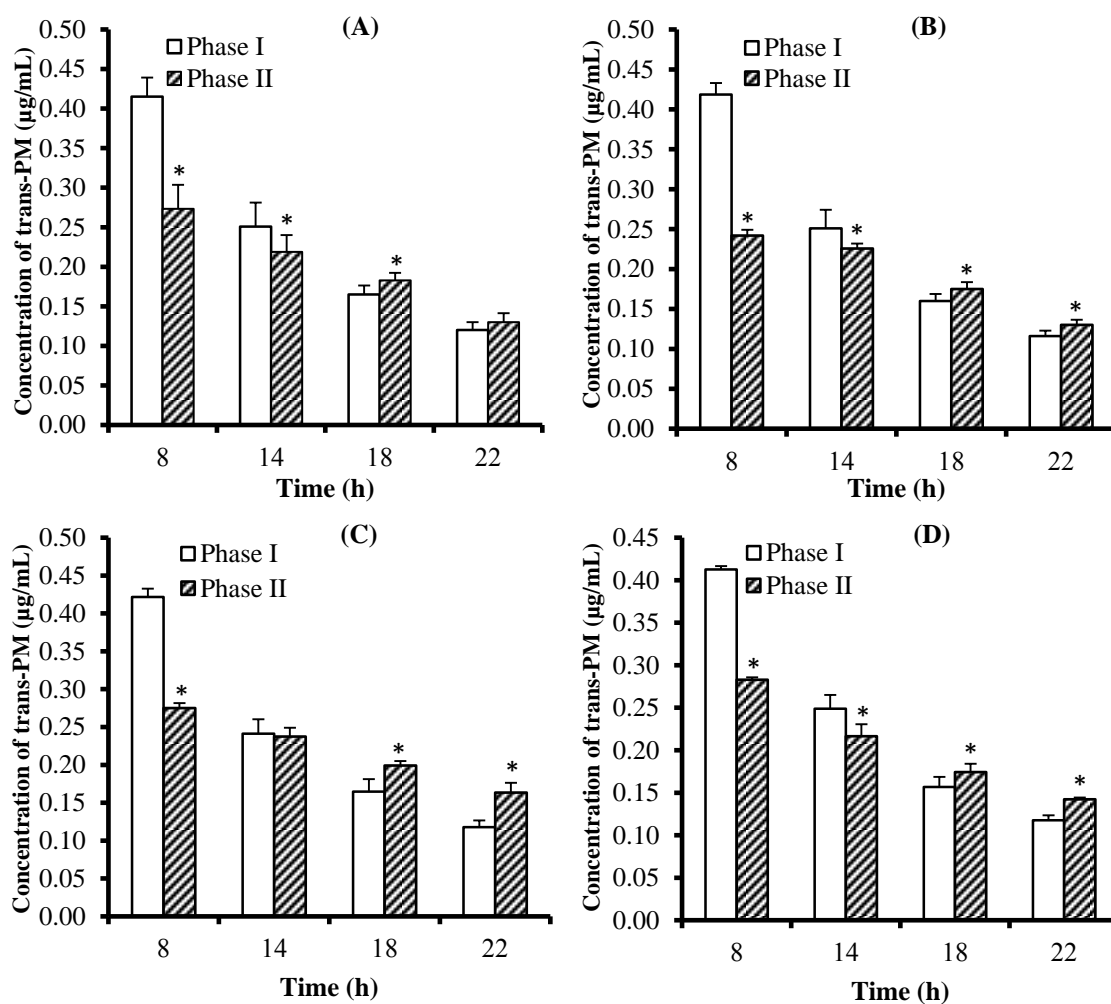 (A)
Phase I
Phase II
Concentration of trans-PM (µg/mL)
0.50
0.45
0.40
0.35
0.30
0.25
0.20
0.15
0.10
0.05
0.00
* * *
8 14 18 22
Time (h)
(B)
Phase I
Phase II
Concentration of trans-PM (µg/mL)
0.50
0.45
0.40
0.35
0.30
0.25
0.20
0.15
0.10
0.05
0.00
* * * *
8 14 18 22
Time (h)
(C)
Phase I
Phase II
Concentration of trans-PM (µg/mL)
0.50
0.45
0.40
0.35
0.30
0.25
0.20
0.15
0.10
0.05
0.00
* * *
8 14 18 22
Time (h)
(D)
Phase I
Phase II
Concentration of trans-PM (µg/mL)
0.45
0.40
0.35
0.30
0.25
0.20
0.15
0.10
0.05
0.00
* * * *
8 14 18 22
Time (h)